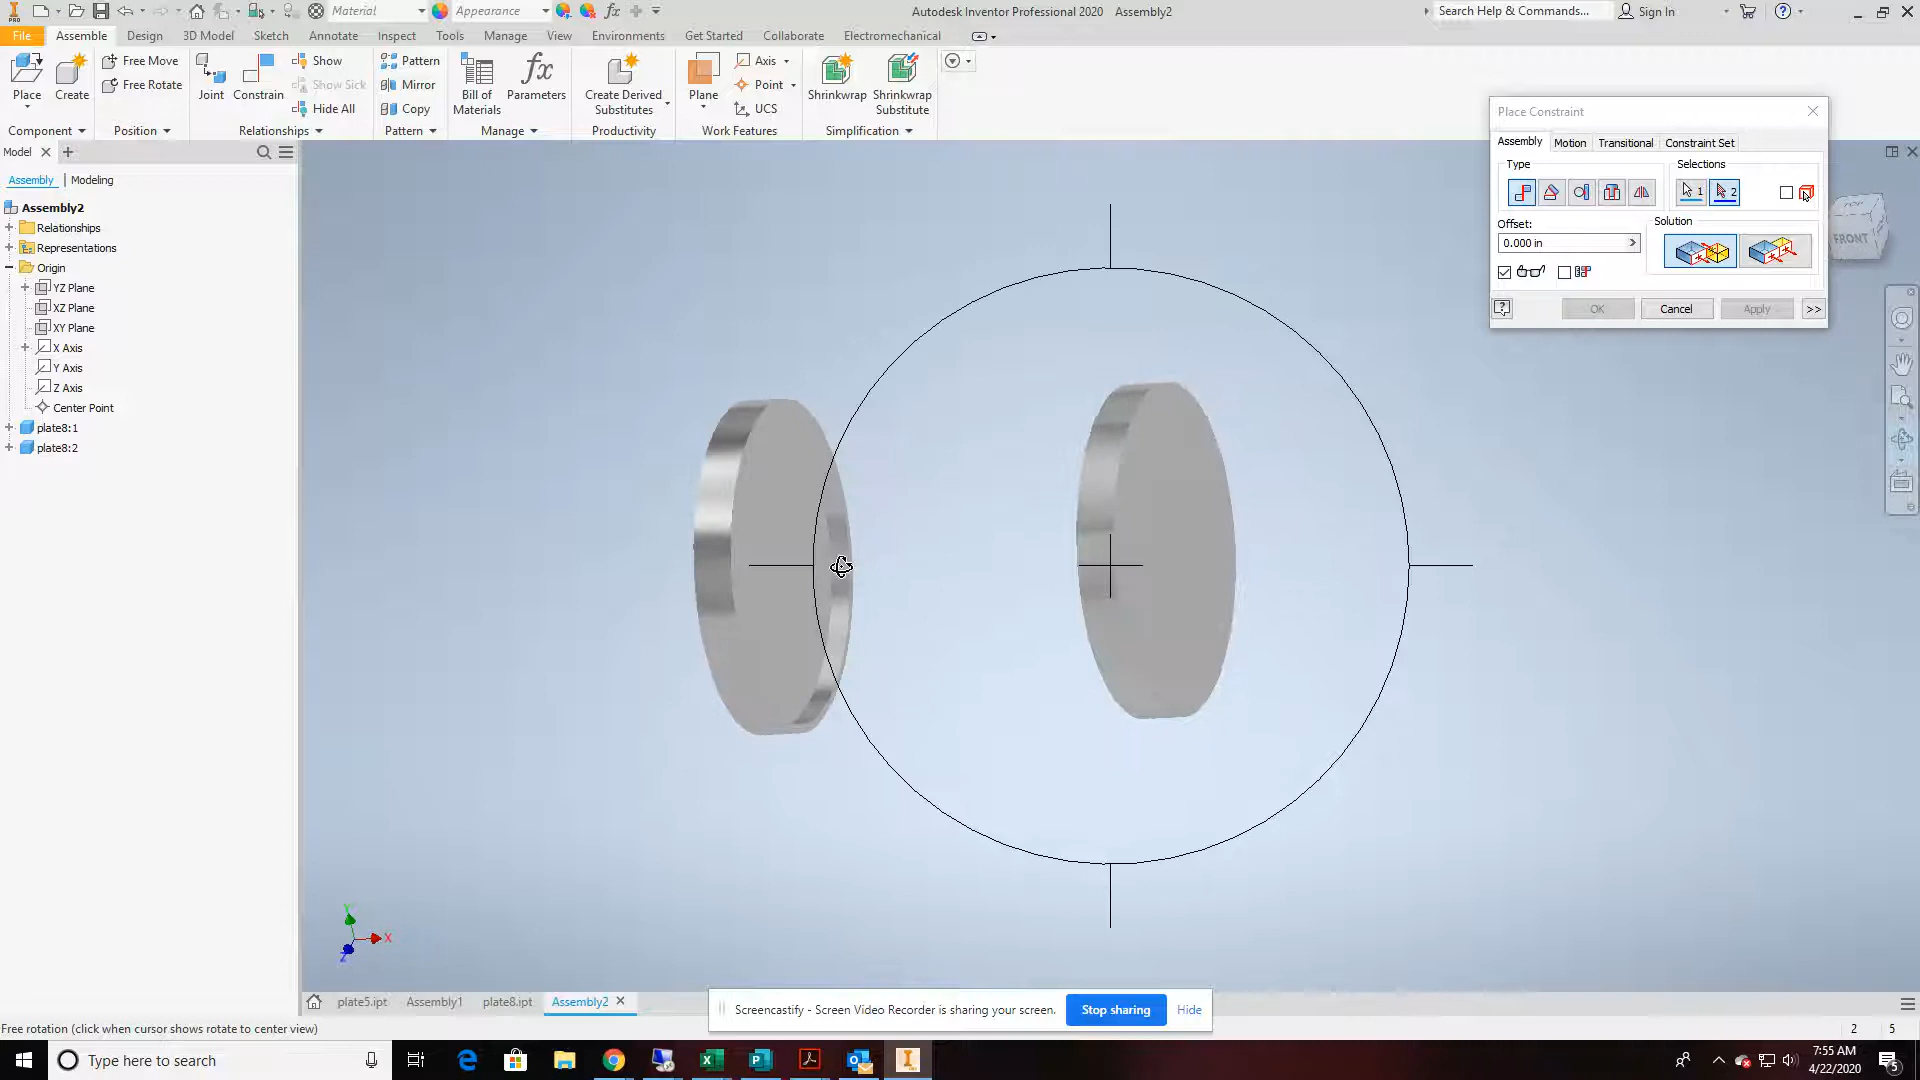 Material
Appearance
fx
Autodesk Inventor Professional 2020 Assembly2
Search Help & Commands...
Sign In
PRO
File Assemble Design 3D Model Sketch Annotate Inspect Tools Manage View Environments Get Started Collaborate Electromechanical
Place
Create
Free Move
Free Rotate
Joint
Constrain
Show
Show Sick
Hide All
Pattern
Mirror
Copy
Bill of
Materials
fx
Parameters
Create Derived
Substitutes
Plane
Axis
Point
UCS
Shrinkwrap
Shrinkwrap
Substitute
Component Position Relationships Pattern Manage Productivity Work Features Simplification
Model
Assembly | Modeling
Assembly2
Relationships
Representations
Origin
YZ Plane
XZ Plane
XY Plane
X Axis
Y Axis
Z Axis
Center Point
plate8:1
plate8:2
Place Constraint
Assembly Motion Transitional Constraint Set
Type
Selections
1
2
Offset:
0.000 in
Solution
OK
Cancel
Apply
>>
TOP
FRONT
Y
X
Z
plate5.ipt Assembly1 plate8.ipt Assembly2
Screencastify - Screen Video Recorder is sharing your screen.
Stop sharing
Hide
Free rotation (click when cursor shows rotate to center view)
2 5
Type here to search
7:55 AM
4/22/2020
5